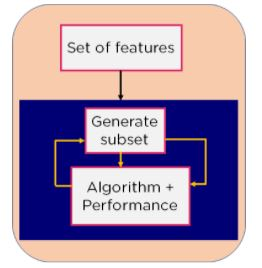 Set of features
Generate
subset
Algorithm +
Performance